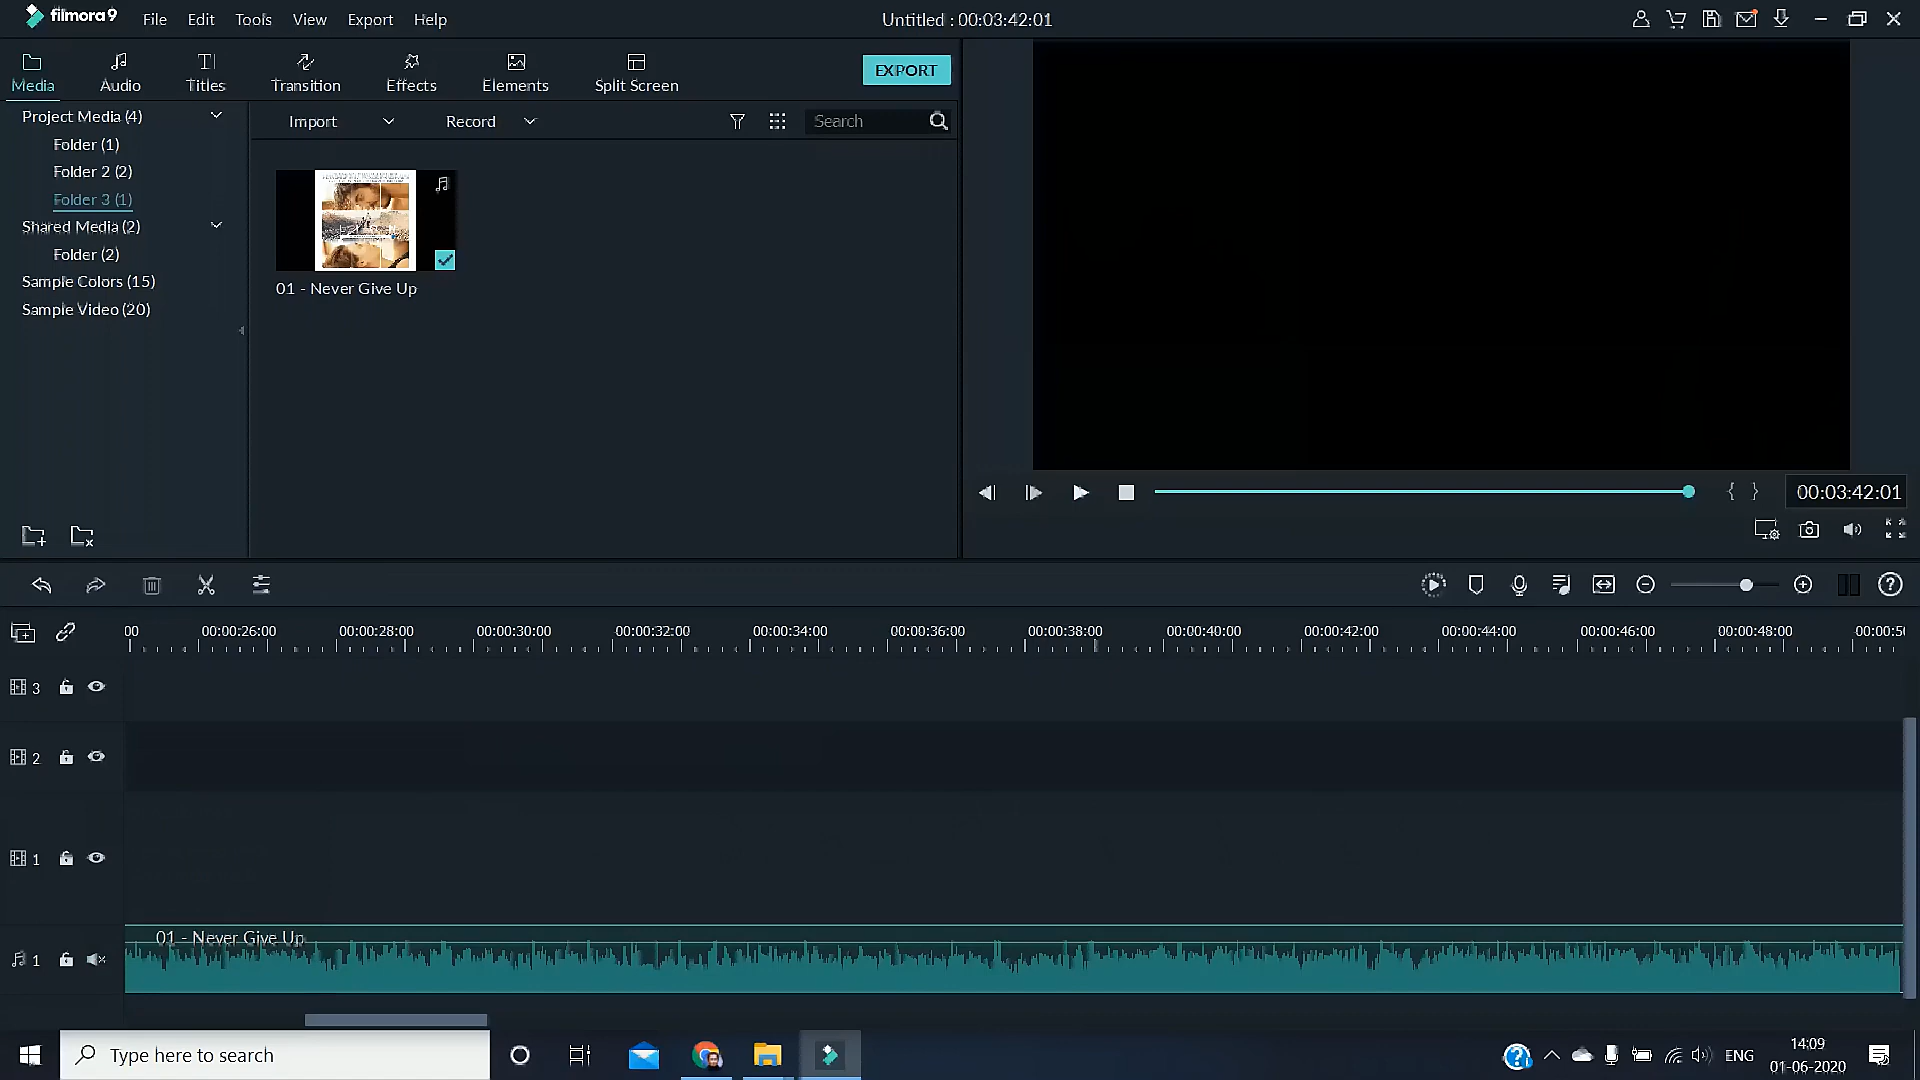 filmora9 File Edit Tools View Export Help Untitled : 00:03:42:01
Media Audio Titles Transition Effects Elements Split Screen EXPORT
Project Media (4) Import Record Search
Folder (1)
Folder 2 (2)
Folder 3 (1)
Shared Media (2)
Folder (2)
Sample Colors (15)
Sample Video (20)
01 - Never Give Up
00:03:42:01
00 00:00:26:00 00:00:28:00 00:00:30:00 00:00:32:00 00:00:34:00 00:00:36:00 00:00:38:00 00:00:40:00 00:00:42:00 00:00:44:00 00:00:46:00 00:00:48:00 00:00:50
3
2
1
01 - Never Give Up
1
Type here to search ENG 14:09
01-06-2020